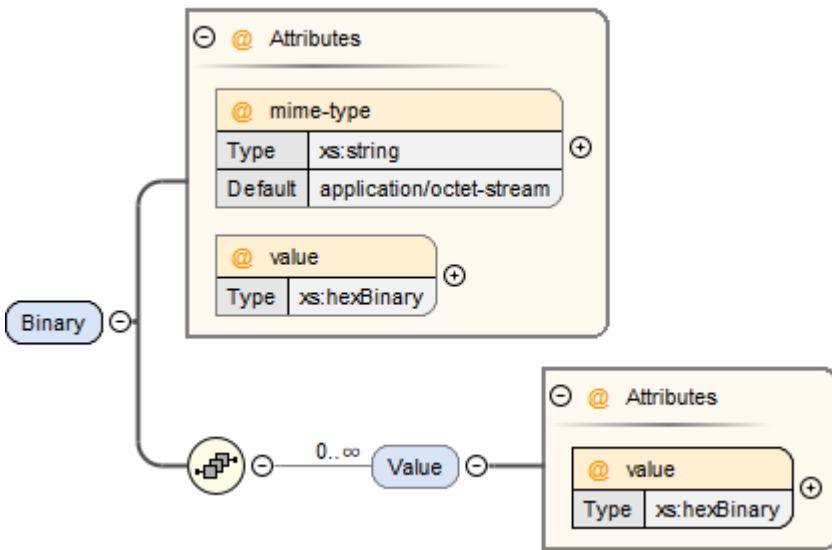 @ Attributes
@ mime-type
Type xs:string
Default application/octet-stream
@ value
Type xs:hexBinary
Binary
@ Attributes
0..∞ Value
@ value
Type xs:hexBinary